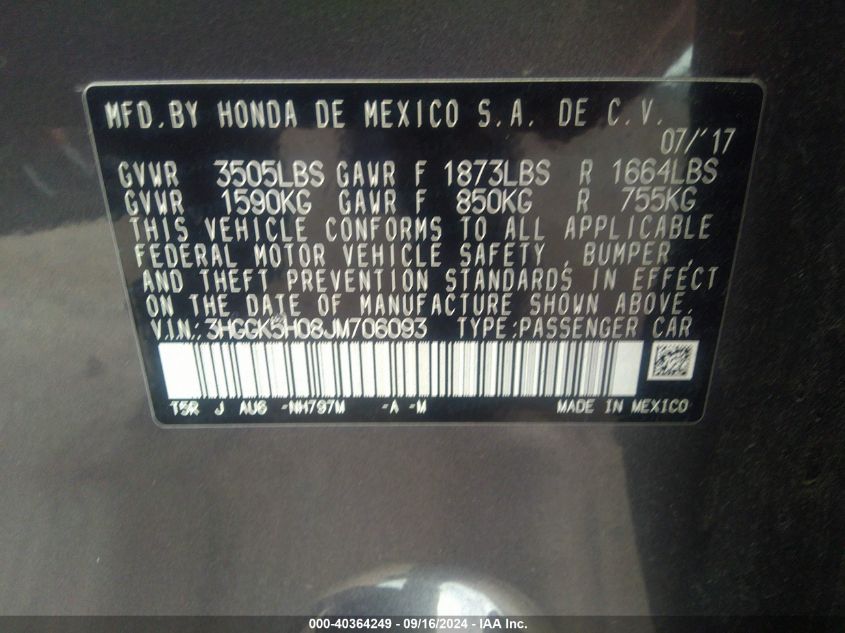 MFD.BY HONDA DE MEXICO S.A. DE C.V.
07/'17
GVWR 3505LBS GAWR F 1873LBS R 1664LBS
GVWR 1590KG GAWR F 850KG R 755KG
THIS VEHICLE CONFORMS TO ALL APPLICABLE
FEDERAL MOTOR VEHICLE SAFETY , BUMPER ,
AND THEFT PREVENTION STANDARDS IN EFFECT
ON THE DATE OF MANUFACTURE SHOWN ABOVE.
V.I.N.:3HGGK5H08JM706093 TYPE:PASSENGER CAR
T5R J AUG -NH797M -A -M MADE IN MEXICO
000-40364249 - 09/16/2024 - IAA Inc.